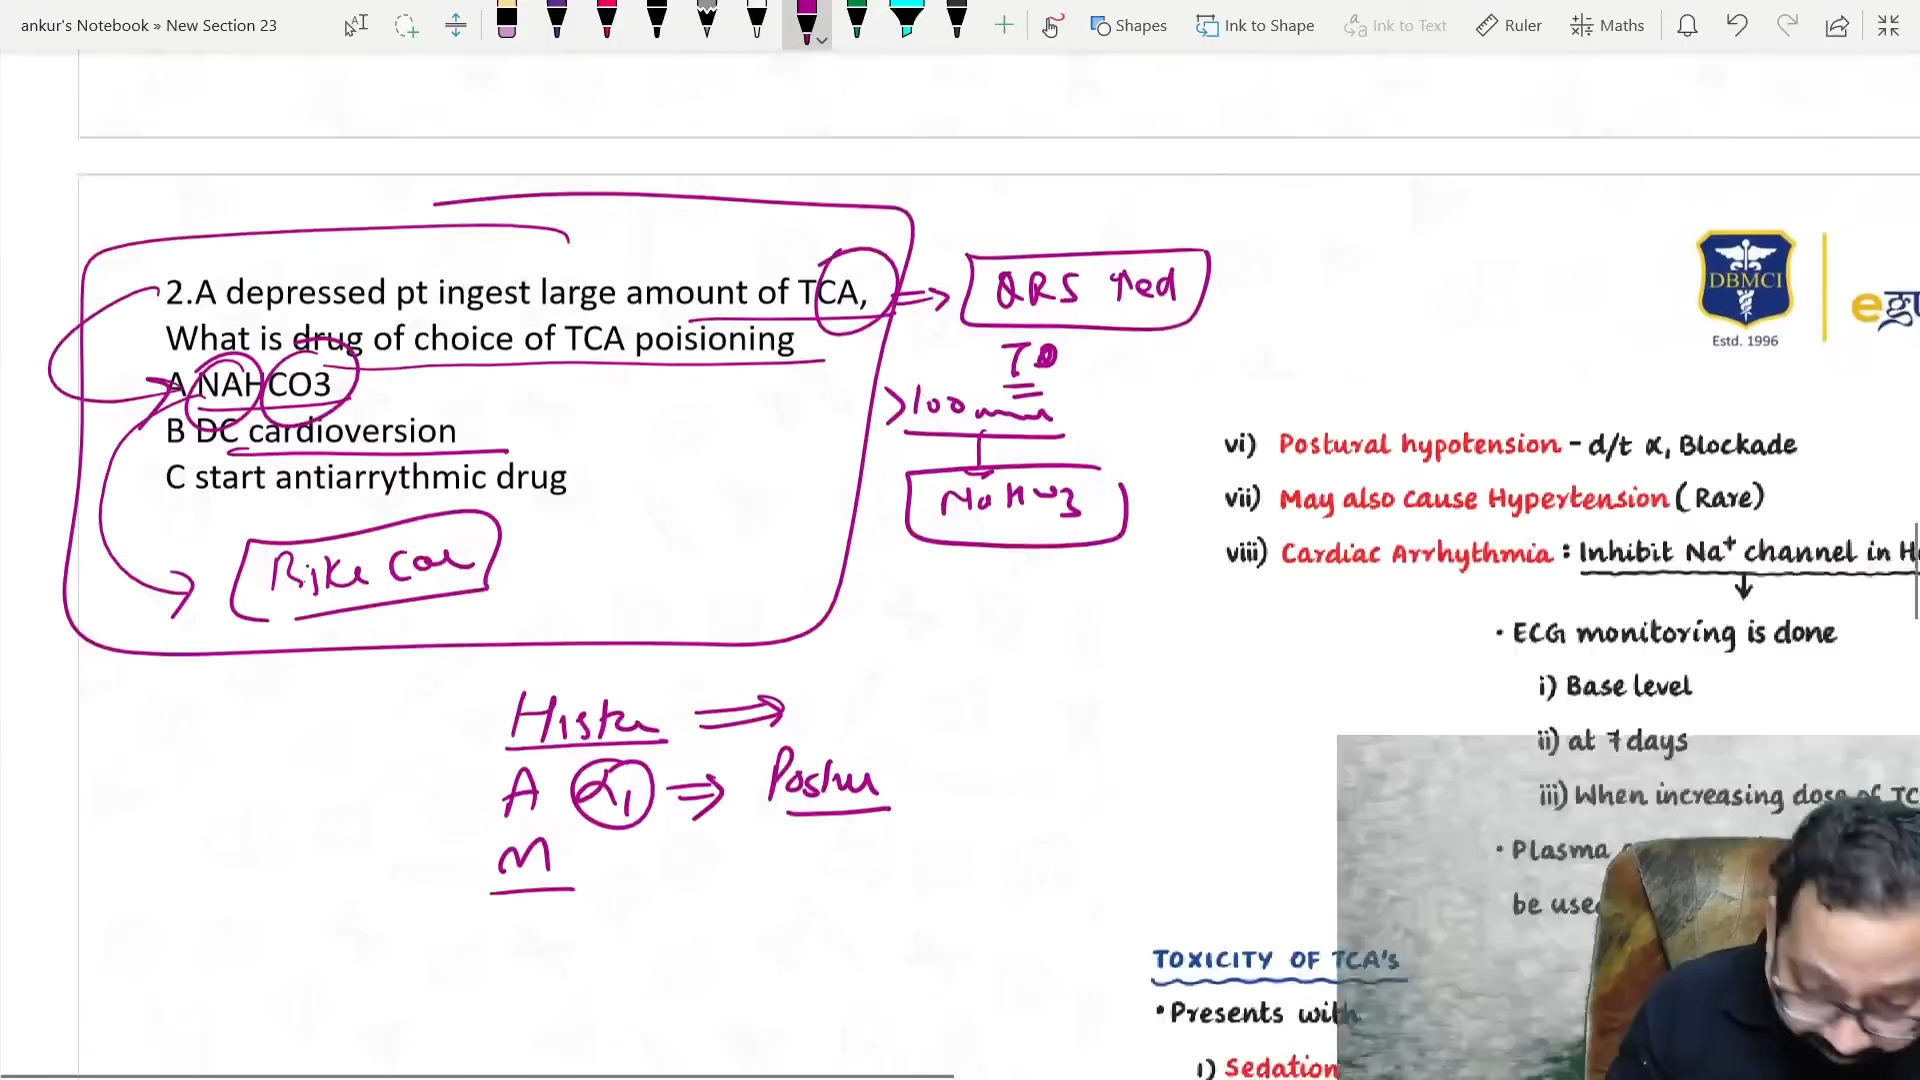 ankur's Notebook » New Section 23
Shapes
Ink to Shape
Ink to Text
Ruler
Maths
2.A depressed pt ingest large amount of TCA,
What is drug of choice of TCA poisioning
A NAHCO3
B DC cardioversion
C start antiarrythmic drug
QRS ↑ed
>100
A α1 ⇒ Postur
M
DBMCI
Estd. 1996
vi) Postural hypotension - d/t α, Blockade
vii) May also cause Hypertension (Rare)
viii) Cardiac Arrhythmia : Inhibit Na+ channel in H
• ECG monitoring is done
i) Base level
ii) at 7 days
iii) When increasing dose of TC
• Plasma
be use
TOXICITY OF TCA's
• Presents with
i) Sedation